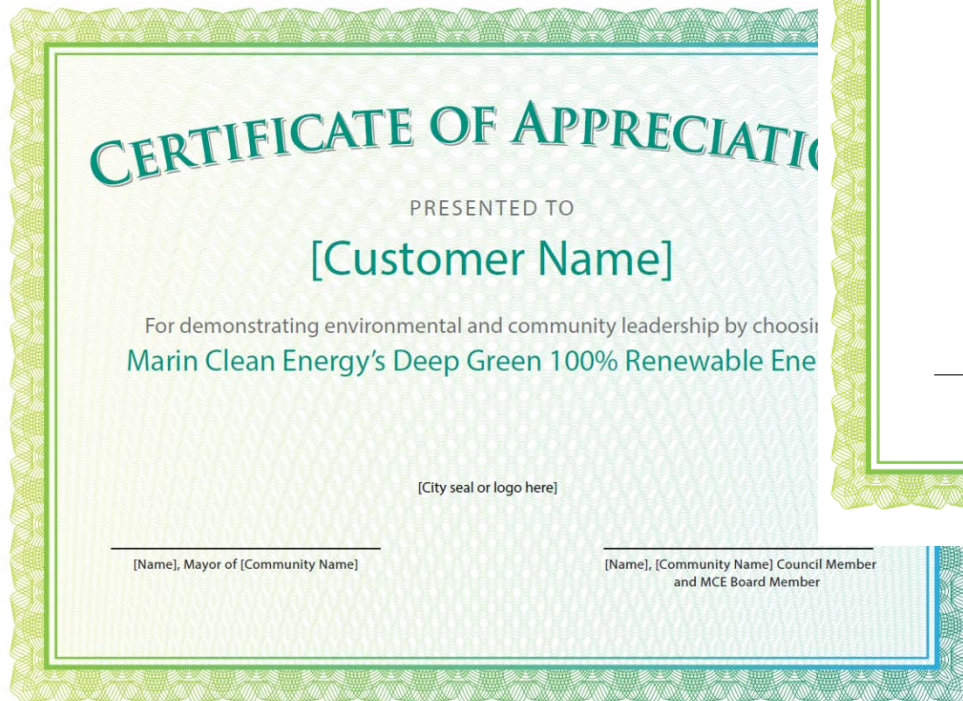 CERTIFICATE OF APPRECIATI
PRESENTED TO
[Customer Name]
For demonstrating environmental and community leadership by choosi
Marin Clean Energy's Deep Green 100% Renewable Ene
[City seal or logo here]
[Name], Mayor of [Community Name]
[Name], [Community Name] Council Member
and MCE Board Member